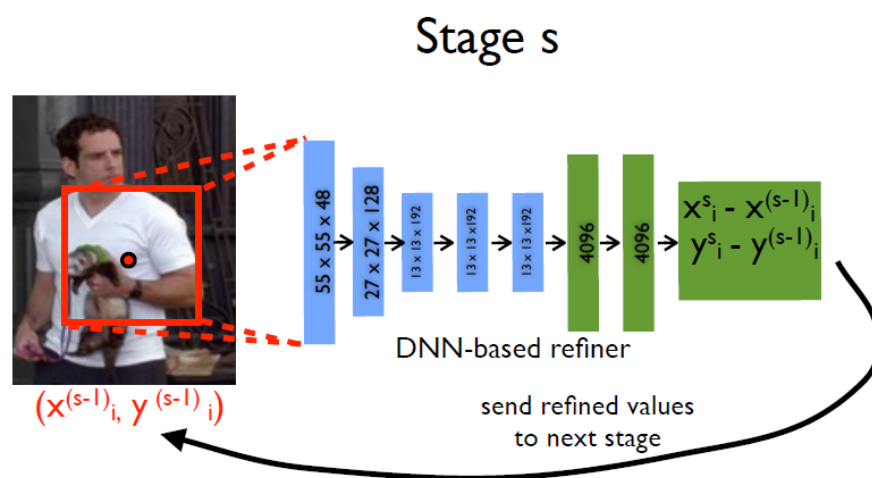 Stage s
55 x 55 x 48
27 x 27 x 128
13 x 13 x 192
13 x 13 x192
13 x 13 x192
4096
4096
xˢᵢ - x⁽ˢ⁻¹⁾ᵢ
yˢᵢ - y⁽ˢ⁻¹⁾ᵢ
DNN-based refiner
(x⁽ˢ⁻¹⁾ᵢ, y⁽ˢ⁻¹⁾ᵢ)
send refined values
to next stage